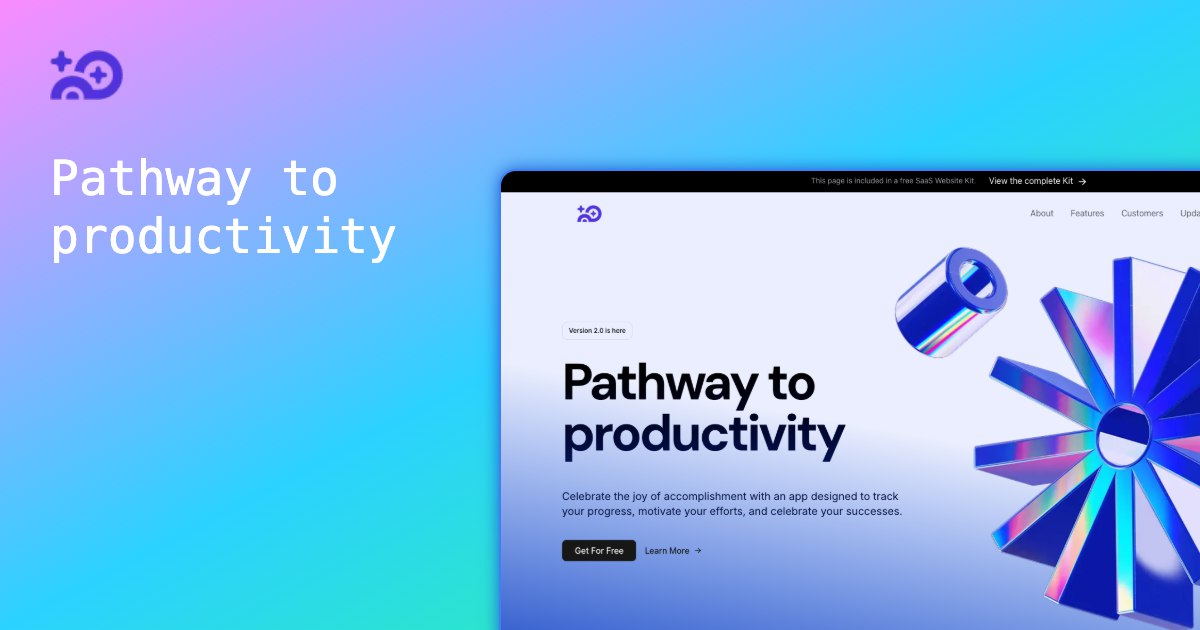 Pathway to
productivity
This page is included in a free SaaS Website Kit. View the complete Kit →
About Features Customers
Version 2.0 is here
Pathway to
productivity
Celebrate the joy of accomplishment with an app designed to track
your progress, motivate your efforts, and celebrate your successes.
Get For Free Learn More →